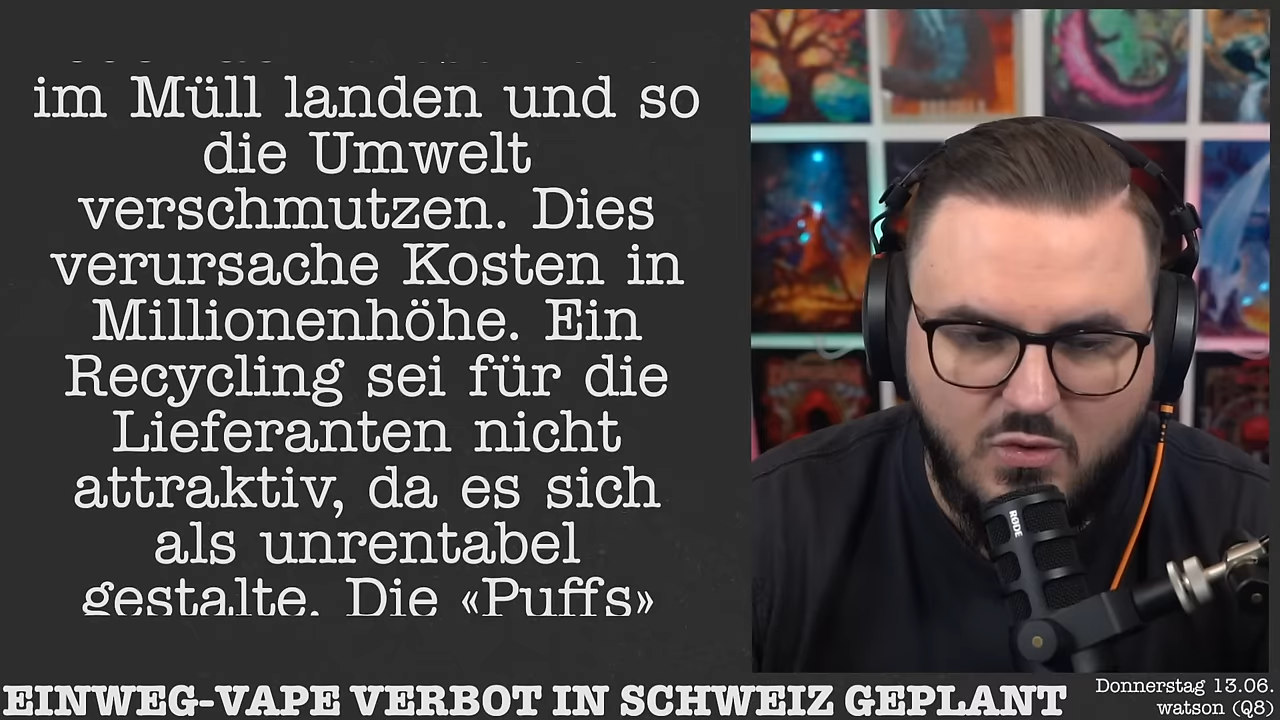 im Müll landen und so
die Umwelt
verschmutzen. Dies
verursache Kosten in
Millionenhöhe. Ein
Recycling sei für die
Lieferanten nicht
attraktiv, da es sich
als unrentabel
gestalte. Die «Puffs»
RØDE
EINWEG-VAPE VERBOT IN SCHWEIZ GEPLANT
Donnerstag 13.06.
watson (Q8)